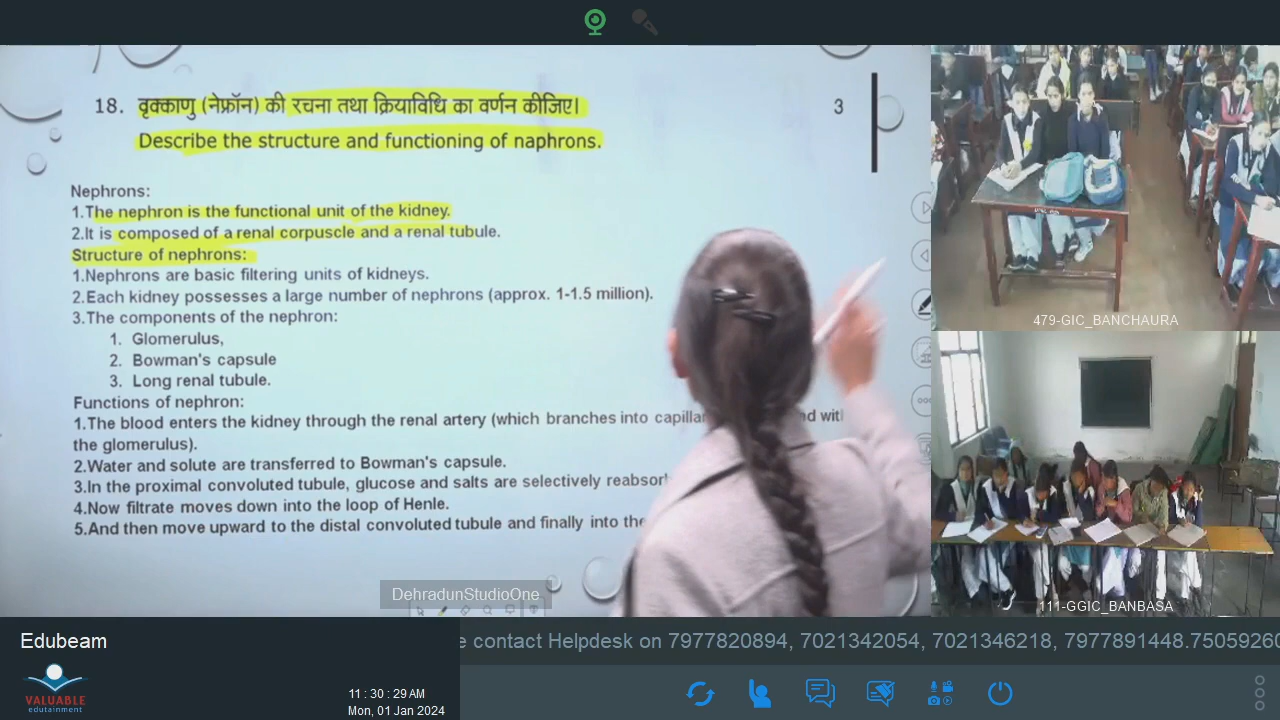 18. वृक्काणु (नेफ्रॉन) की रचना तथा क्रियाविधि का वर्णन कीजिए। 3
Describe the structure and functioning of naphrons.
Nephrons:
1.The nephron is the functional unit of the kidney.
2.It is composed of a renal corpuscle and a renal tubule.
Structure of nephrons:
1.Nephrons are basic filtering units of kidneys.
2.Each kidney possesses a large number of nephrons (approx. 1-1.5 million).
3.The components of the nephron:
1. Glomerulus,
2. Bowman's capsule
3. Long renal tubule.
Functions of nephron:
1.The blood enters the kidney through the renal artery (which branches into
the glomerulus).
2.Water and solute are transferred to Bowman's capsule.
3.In the proximal convoluted tubule, glucose and salts are selectively
4.Now filtrate moves down into the loop of Henle.
5.And then move upward to the distal convoluted tubule and finally into the
DehradunStudioOne
479-GIC_BANCHAURA
111-GGIC_BANBASA
Edubeam
VALUABLE
edutainment
11 : 30 : 29 AM
Mon, 01 Jan 2024
contact Helpdesk on 7977820894, 7021342054, 7021346218, 7977891448.75059260